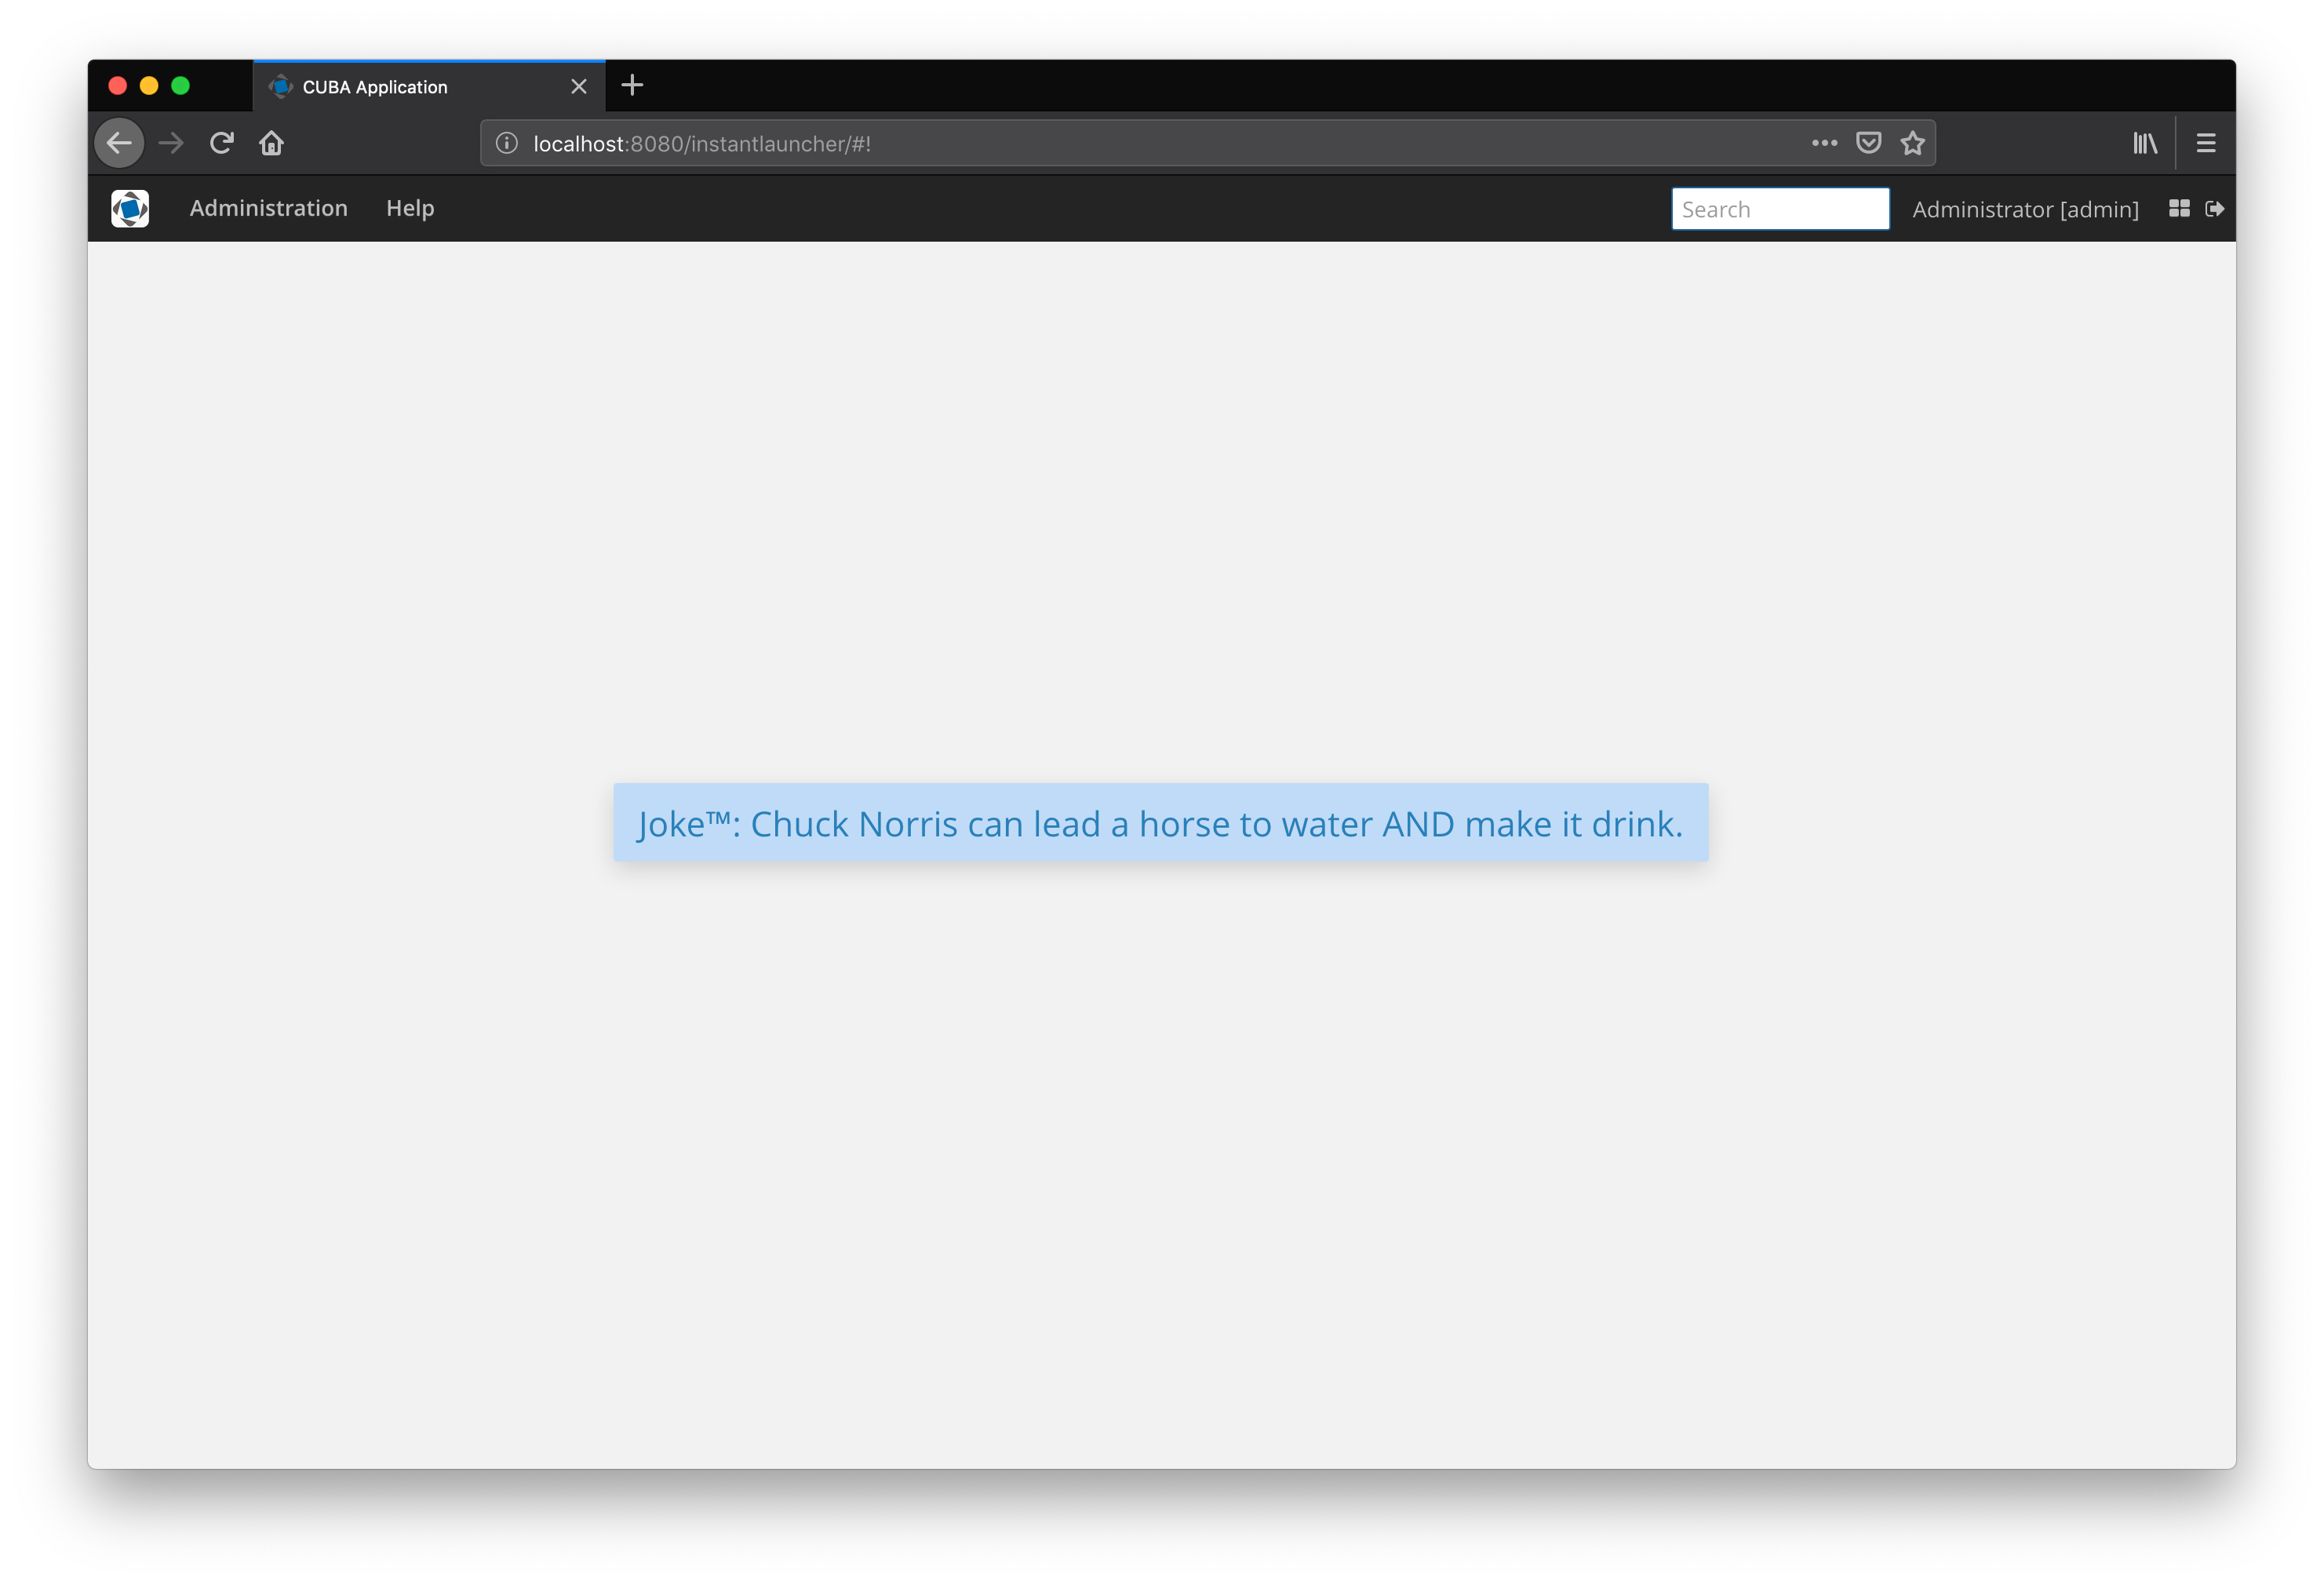 CUBA Application
localhost:8080/instantlauncher/#!
Administration Help Search Administrator [admin]
Joke™: Chuck Norris can lead a horse to water AND make it drink.